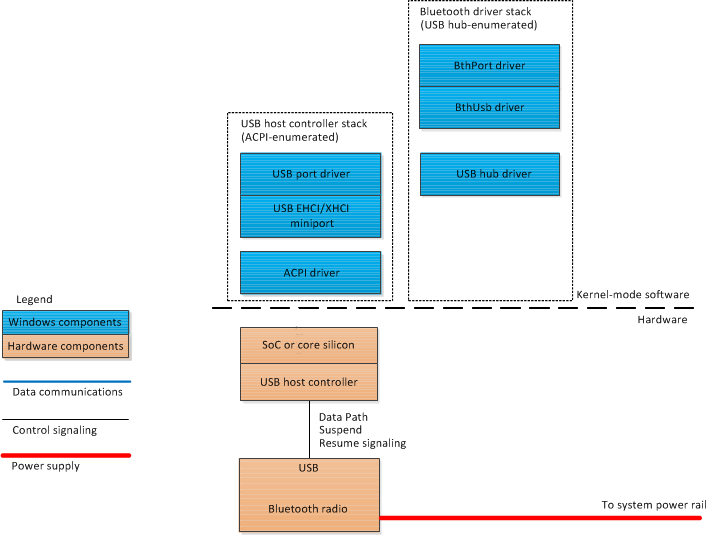 Bluetooth driver stack
(USB hub-enumerated)
BthPort driver
BthUsb driver
USB hub driver
USB host controller stack
(ACPI-enumerated)
USB port driver
USB EHCI/XHCI
miniport
ACPI driver
Kernel-mode software
Hardware
Legend
Windows components
Hardware components
Data communications
Control signaling
Power supply
SoC or core silicon
USB host controller
Data Path
Suspend
Resume signaling
USB
Bluetooth radio
To system power rail